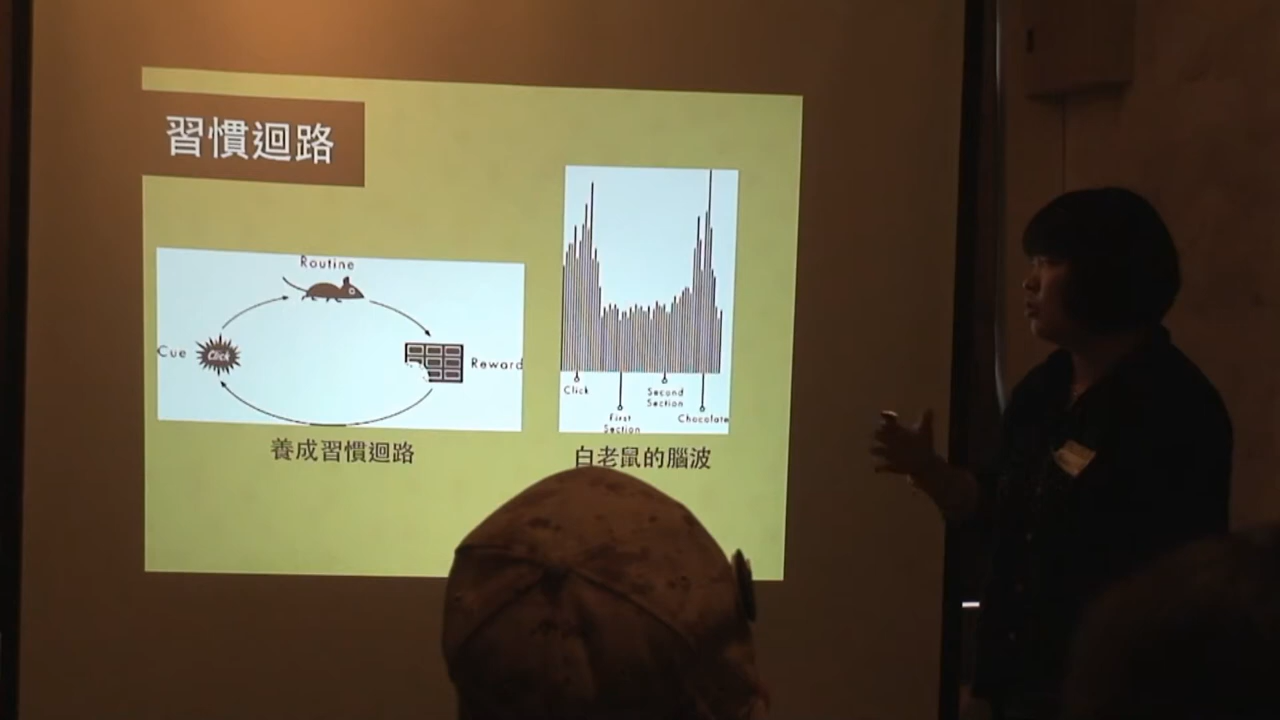 習慣迴路
Routine
Cue
Click
Reward
養成習慣迴路
Click
First
Section
Second
Section
Chocolate
白老鼠的腦波